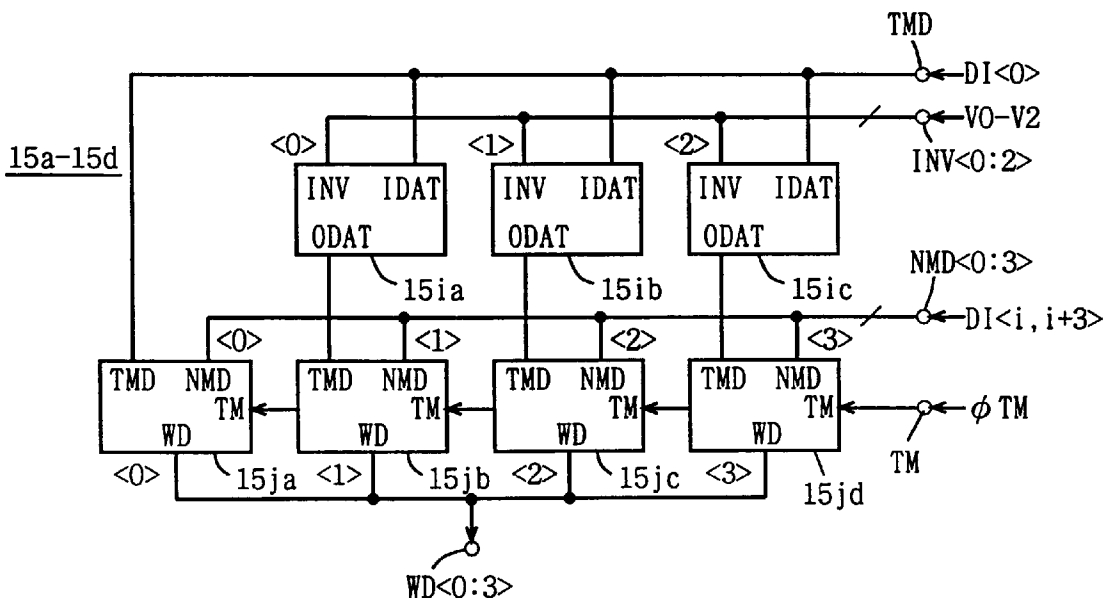 TMD
DI<0>
V0-V2
<0> <1> <2>
15a-15d
INV<0:2>
INV IDAT INV IDAT INV IDAT
ODAT ODAT ODAT
NMD<0:3>
15ia 15ib 15ic
DI<i,i+3>
<0> <1> <2> <3>
TMD NMD TMD NMD TMD NMD TMD NMD
TM TM TM TM φTM
WD WD WD WD
TM
<0> 15ja <1> 15jb <2> 15jc <3> 15jd
WD<0:3>